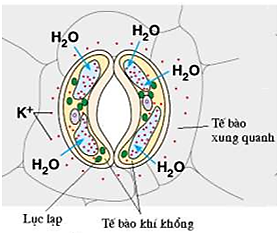 H₂O
H₂O
H₂O
K⁺
Tế bào
xung quanh
H₂O
H₂O
Lục lạp
Tế bào khí khổng